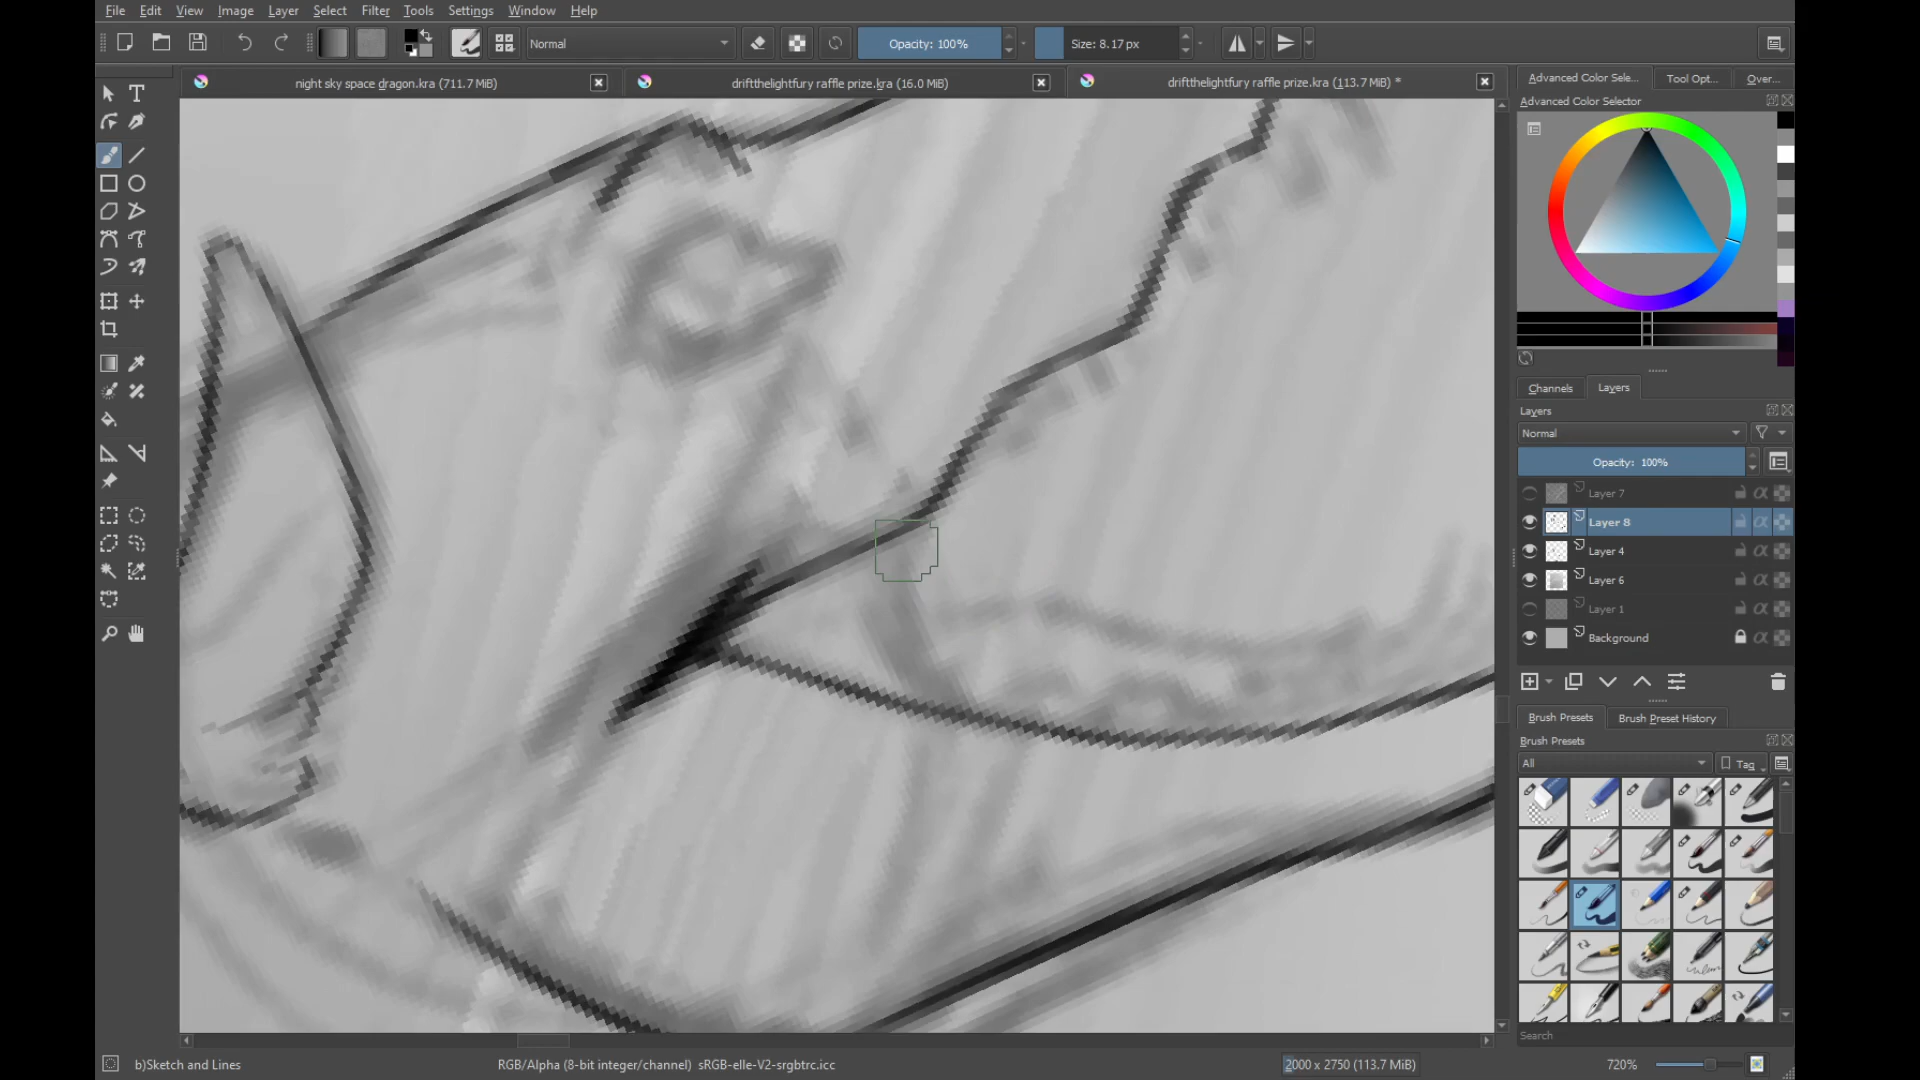 File Edit View Image Layer Select Filter Tools Settings Window Help
Normal Opacity: 100% Size: 8.17 px
night sky space dragon.kra (711.7 MiB) driftthelightfury raffle prize.kra (16.0 MiB) driftthelightfury raffle prize.kra (113.7 MiB) *
Advanced Color Sele... Tool Opt... Over...
Advanced Color Selector
Channels Layers
Layers
Normal
Opacity: 100%
Layer 7
Layer 8
Layer 4
Layer 6
Layer 1
Background
Brush Presets Brush Preset History
Brush Presets
All Tag
Search
b)Sketch and Lines RGB/Alpha (8-bit integer/channel) sRGB-elle-V2-srgbtrc.icc 2000 x 2750 (113.7 MiB) 720%